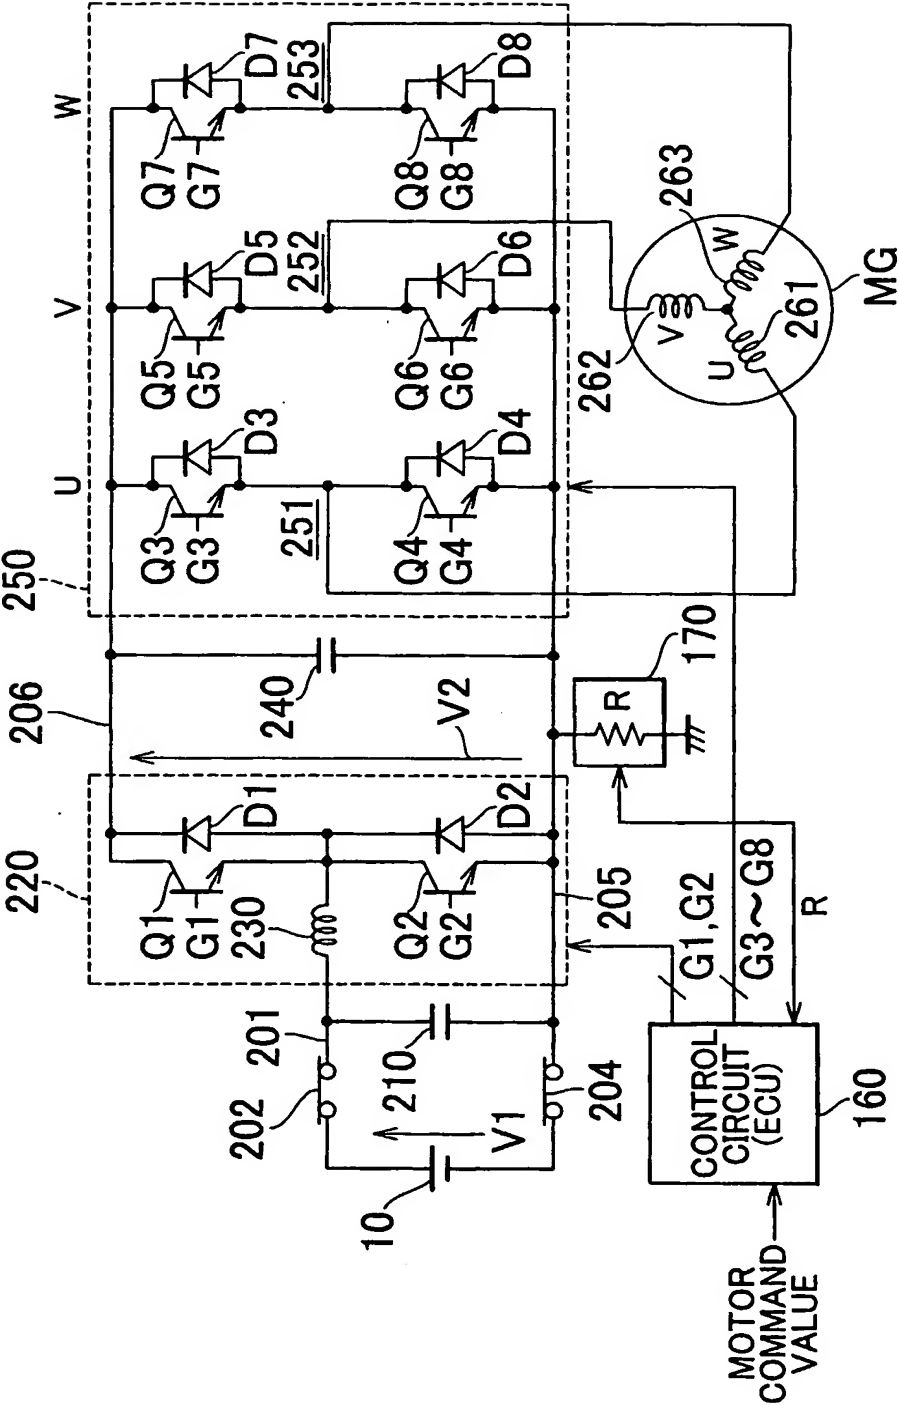 250
U
V
W
206
220
Q1
G1
D1
Q3
G3
D3
Q5
G5
D5
Q7
G7
D7
V2
240
251
252
253
202
201
230
10
V1
210
Q2
G2
D2
Q4
G4
D4
Q6
G6
D6
Q8
G8
D8
204
205
R
170
262
V
U
W
263
261
MG
G1,G2
G3~G8
R
CONTROL
CIRCUIT
(ECU)
160
MOTOR
COMMAND
VALUE